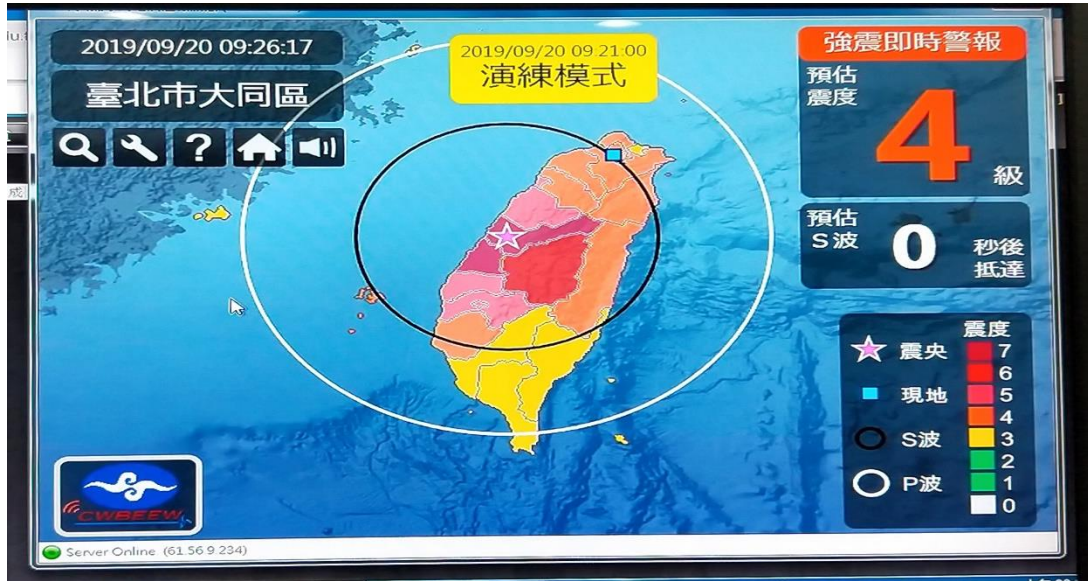 2019/09/20 09:26:17
臺北市大同區
?
2019/09/20 09:21:00
演練模式
強震即時警報
預估
震度
4
級
預估
S波
0
秒後
抵達
震度
震央
現地
S波
P波
7
6
5
4
3
2
1
0
CWBEEW
Server Online (61.56.9.234)
成